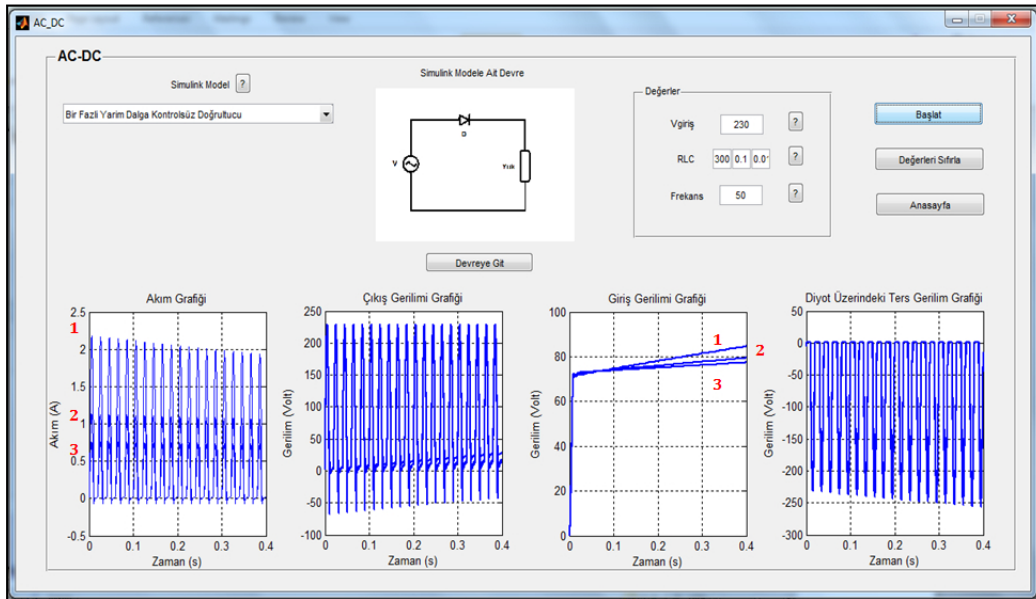 AC_DC
AC-DC
Simulink Model ?
Bir Fazli Yarim Dalga Kontrolsüz Doğrultucu
Simulink Modele Ait Devre
D
V
Devreye Git
Değerler
Vgiriş 230 ?
RLC 300 0.1 0.0 ?
Frekans 50 ?
Başlat
Değerleri Sıfırla
Anasayfa
Akım Grafiği
2.5
2
1.5
1
0.5
0
-0.5
Akım (A)
1
2
3
0 0.1 0.2 0.3 0.4
Zaman (s)
Çıkış Gerilimi Grafiği
250
200
150
100
50
0
-50
-100
Gerilim (Volt)
0 0.1 0.2 0.3 0.4
Zaman (s)
Giriş Gerilimi Grafiği
100
80
60
40
20
0
Gerilim (Volt)
1
2
3
0 0.1 0.2 0.3 0.4
Zaman (s)
Diyot Üzerindeki Ters Gerilim Grafiği
50
0
-50
-100
-150
-200
-250
-300
Gerilim (Volt)
0 0.1 0.2 0.3 0.4
Zaman (s)